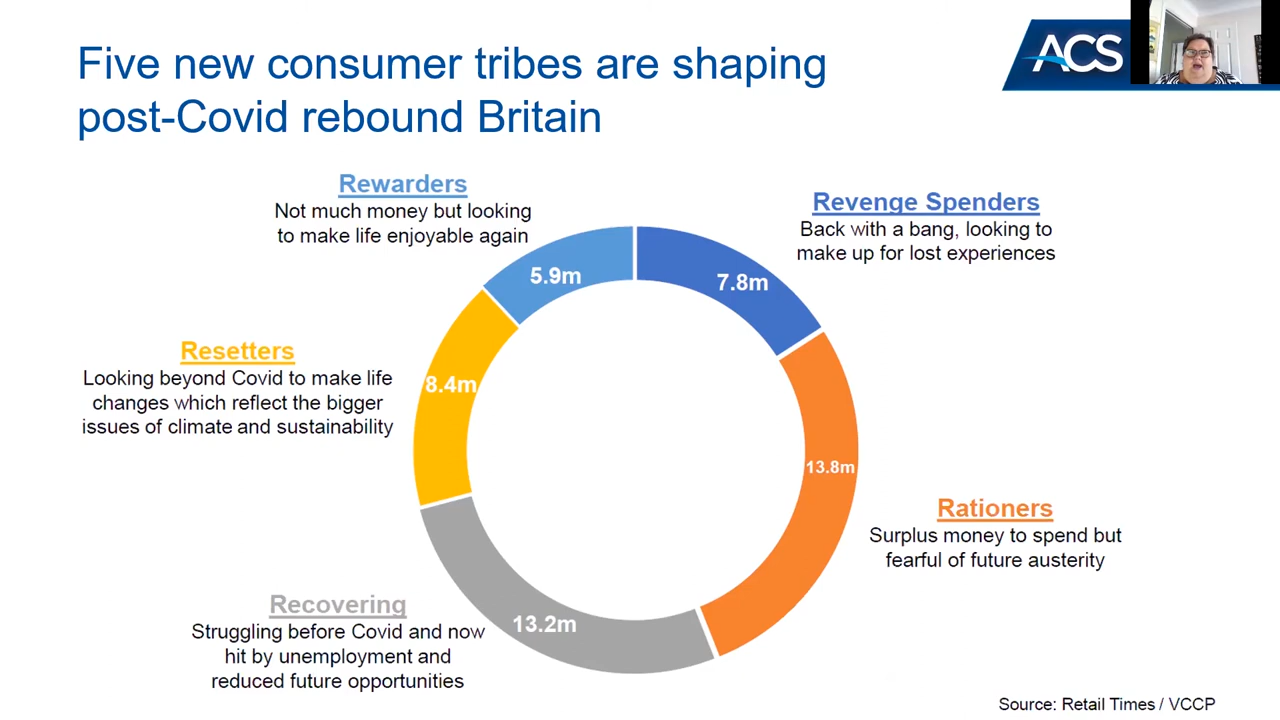 Five new consumer tribes are shaping
post-Covid rebound Britain
ACS
Rewarders
Not much money but looking
to make life enjoyable again
Revenge Spenders
Back with a bang, looking to
make up for lost experiences
5.9m
7.8m
Resetters
Looking beyond Covid to make life
changes which reflect the bigger
issues of climate and sustainability
8.4m
13.8m
Rationers
Surplus money to spend but
fearful of future austerity
Recovering
Struggling before Covid and now
hit by unemployment and
reduced future opportunities
13.2m
Source: Retail Times / VCCP